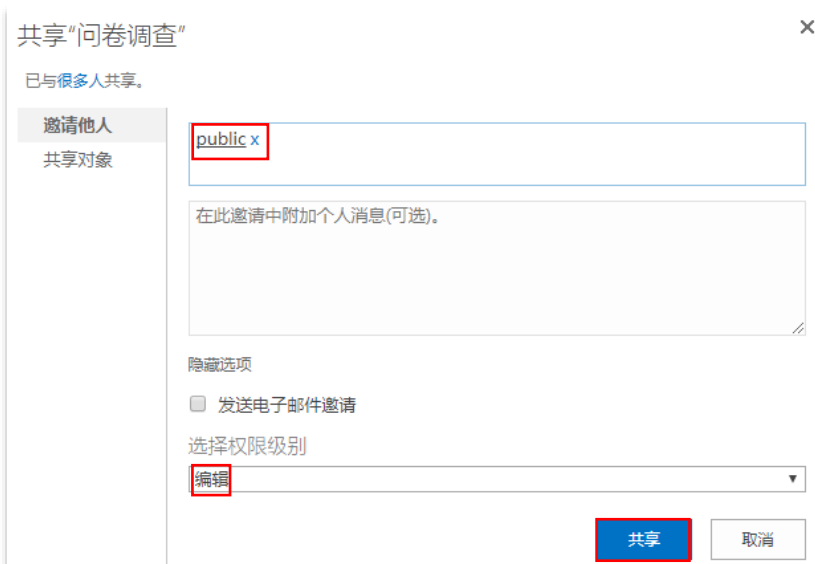 共享“问卷调查”
已与很多人共享。
邀请他人
共享对象
public x
在此邀请中附加个人消息(可选)。
隐藏选项
发送电子邮件邀请
选择权限级别
编辑
共享
取消